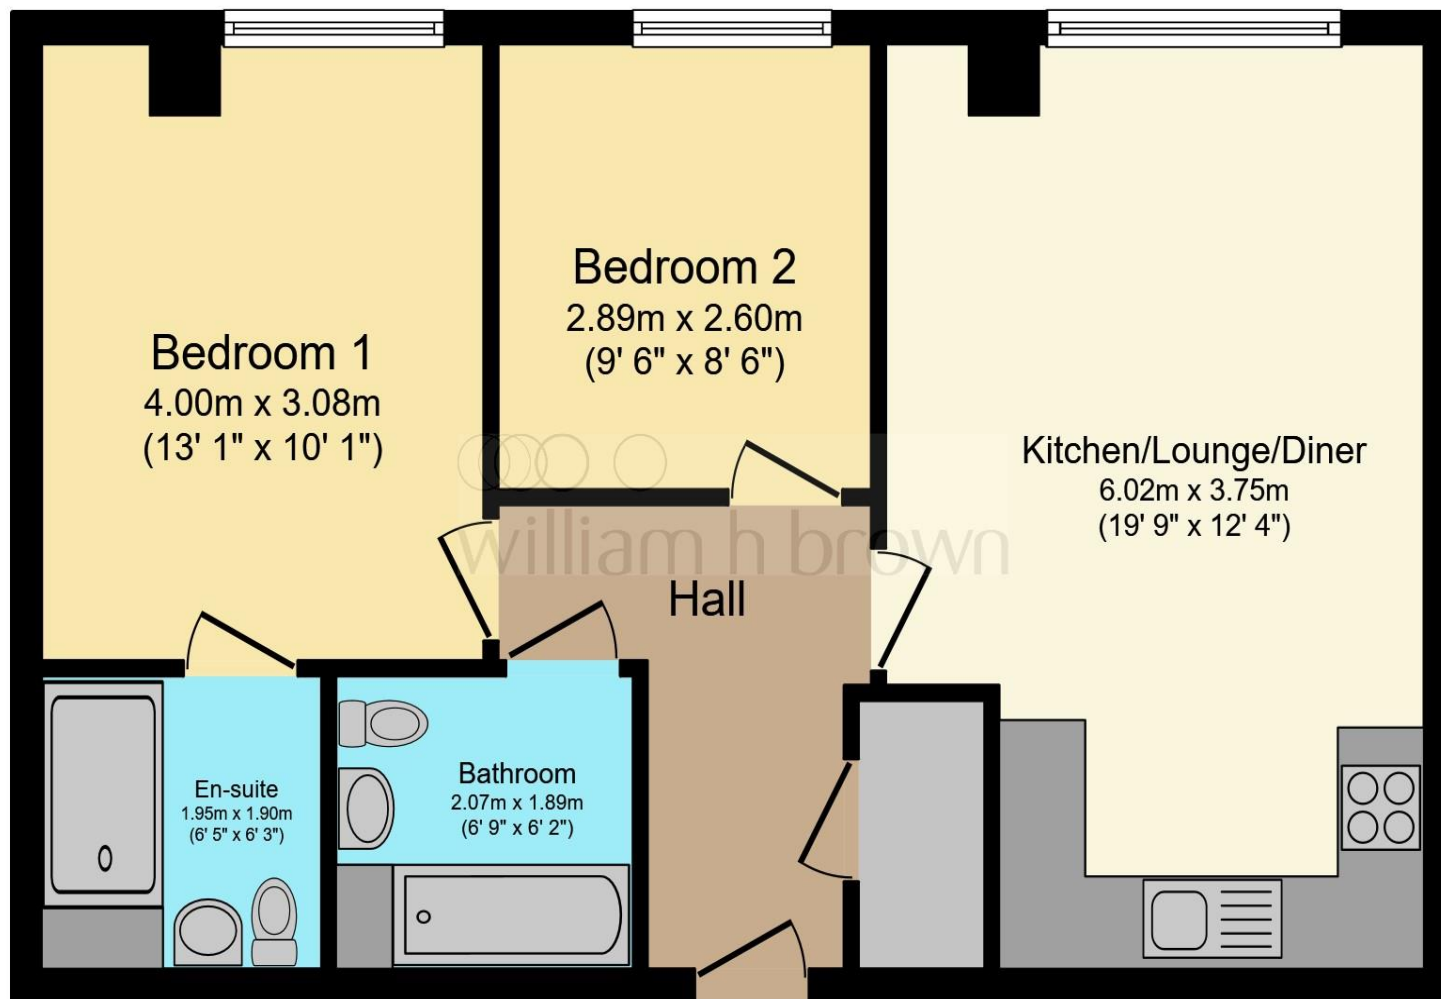 Bedroom 1
4.00m x 3.08m
(13' 1" x 10' 1")
Bedroom 2
2.89m x 2.60m
(9' 6" x 8' 6")
Kitchen/Lounge/Diner
6.02m x 3.75m
(19' 9" x 12' 4")
william h brown
Hall
En-suite
1.95m x 1.90m
(6' 5" x 6' 3")
Bathroom
2.07m x 1.89m
(6' 9" x 6' 2")